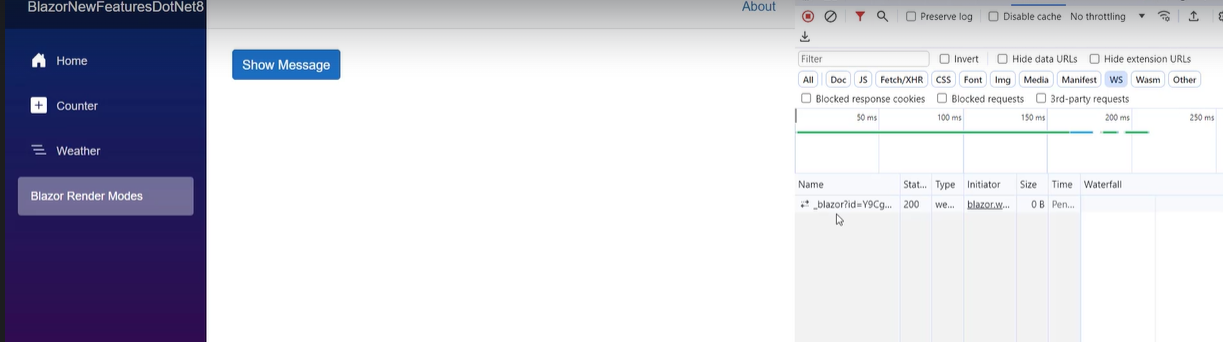 BlazorNewFeaturesDotNet8
About
Home
Counter
Weather
Blazor Render Modes
Show Message
Preserve log Disable cache No throttling
Filter Invert Hide data URLs Hide extension URLs
All Doc JS Fetch/XHR CSS Font Img Media Manifest WS Wasm Other
Blocked response cookies Blocked requests 3rd-party requests
50 ms 100 ms 150 ms 200 ms 250 ms
Name Stat... Type Initiator Size Time Waterfall
_blazor?id=Y9Cg... 200 we... blazor.w... 0 B Pen...